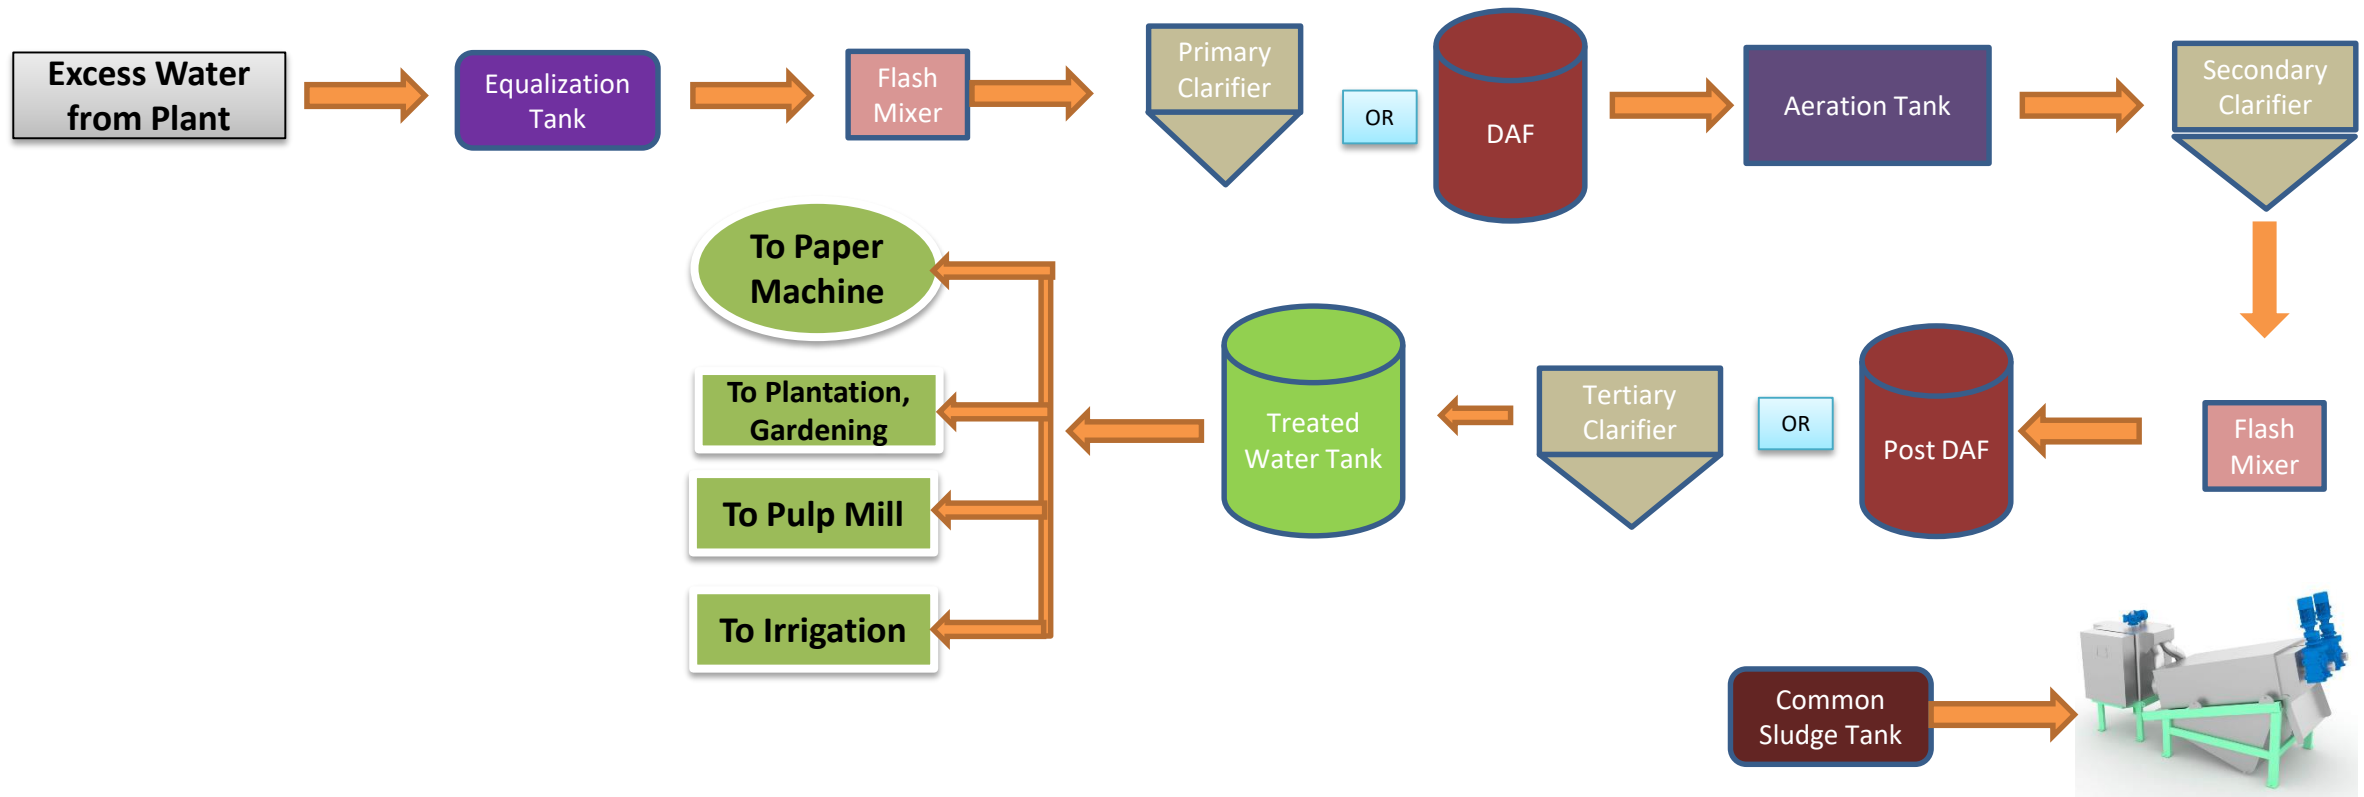 Excess Water
from Plant
Equalization
Tank
Flash
Mixer
Primary
Clarifier
OR
DAF
Aeration Tank
Secondary
Clarifier
To Paper
Machine
To Plantation,
Gardening
To Pulp Mill
To Irrigation
Treated
Water Tank
Tertiary
Clarifier
OR
Post DAF
Flash
Mixer
Common
Sludge Tank